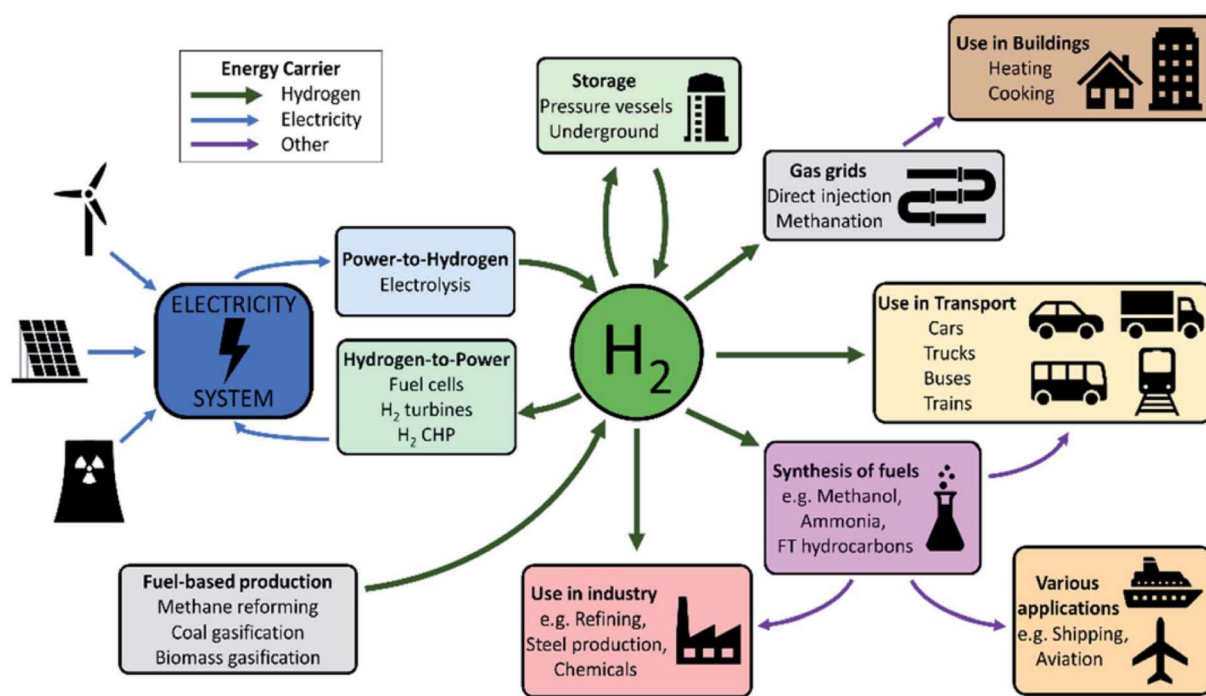 Energy Carrier
Hydrogen
Electricity
Other
Storage
Pressure vessels
Underground
Use in Buildings
Heating
Cooking
Gas grids
Direct injection
Methanation
Power-to-Hydrogen
Electrolysis
ELECTRICITY
SYSTEM
Hydrogen-to-Power
Fuel cells
H₂ turbines
H₂ CHP
H₂
Use in Transport
Cars
Trucks
Buses
Trains
Synthesis of fuels
e.g. Methanol,
Ammonia,
FT hydrocarbons
Fuel-based production
Methane reforming
Coal gasification
Biomass gasification
Use in industry
e.g. Refining,
Steel production,
Chemicals
Various
applications
e.g. Shipping,
Aviation